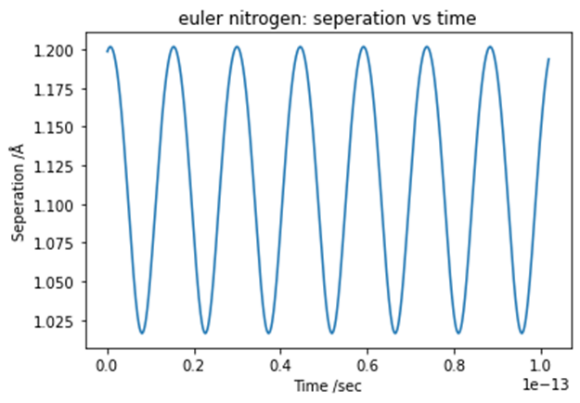 euler nitrogen: seperation vs time
1.200
1.175
1.150
1.125
1.100
1.075
1.050
1.025
Seperation /Å
0.0 0.2 0.4 0.6 0.8 1.0
Time /sec
1e−13